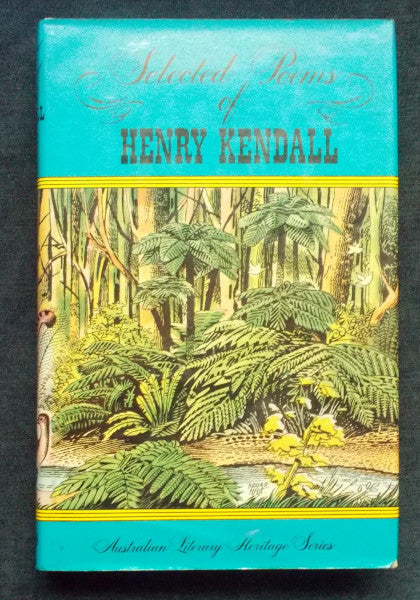 Selected Poems
of
HENRY KENDALL
Australian Literary Heritage Series